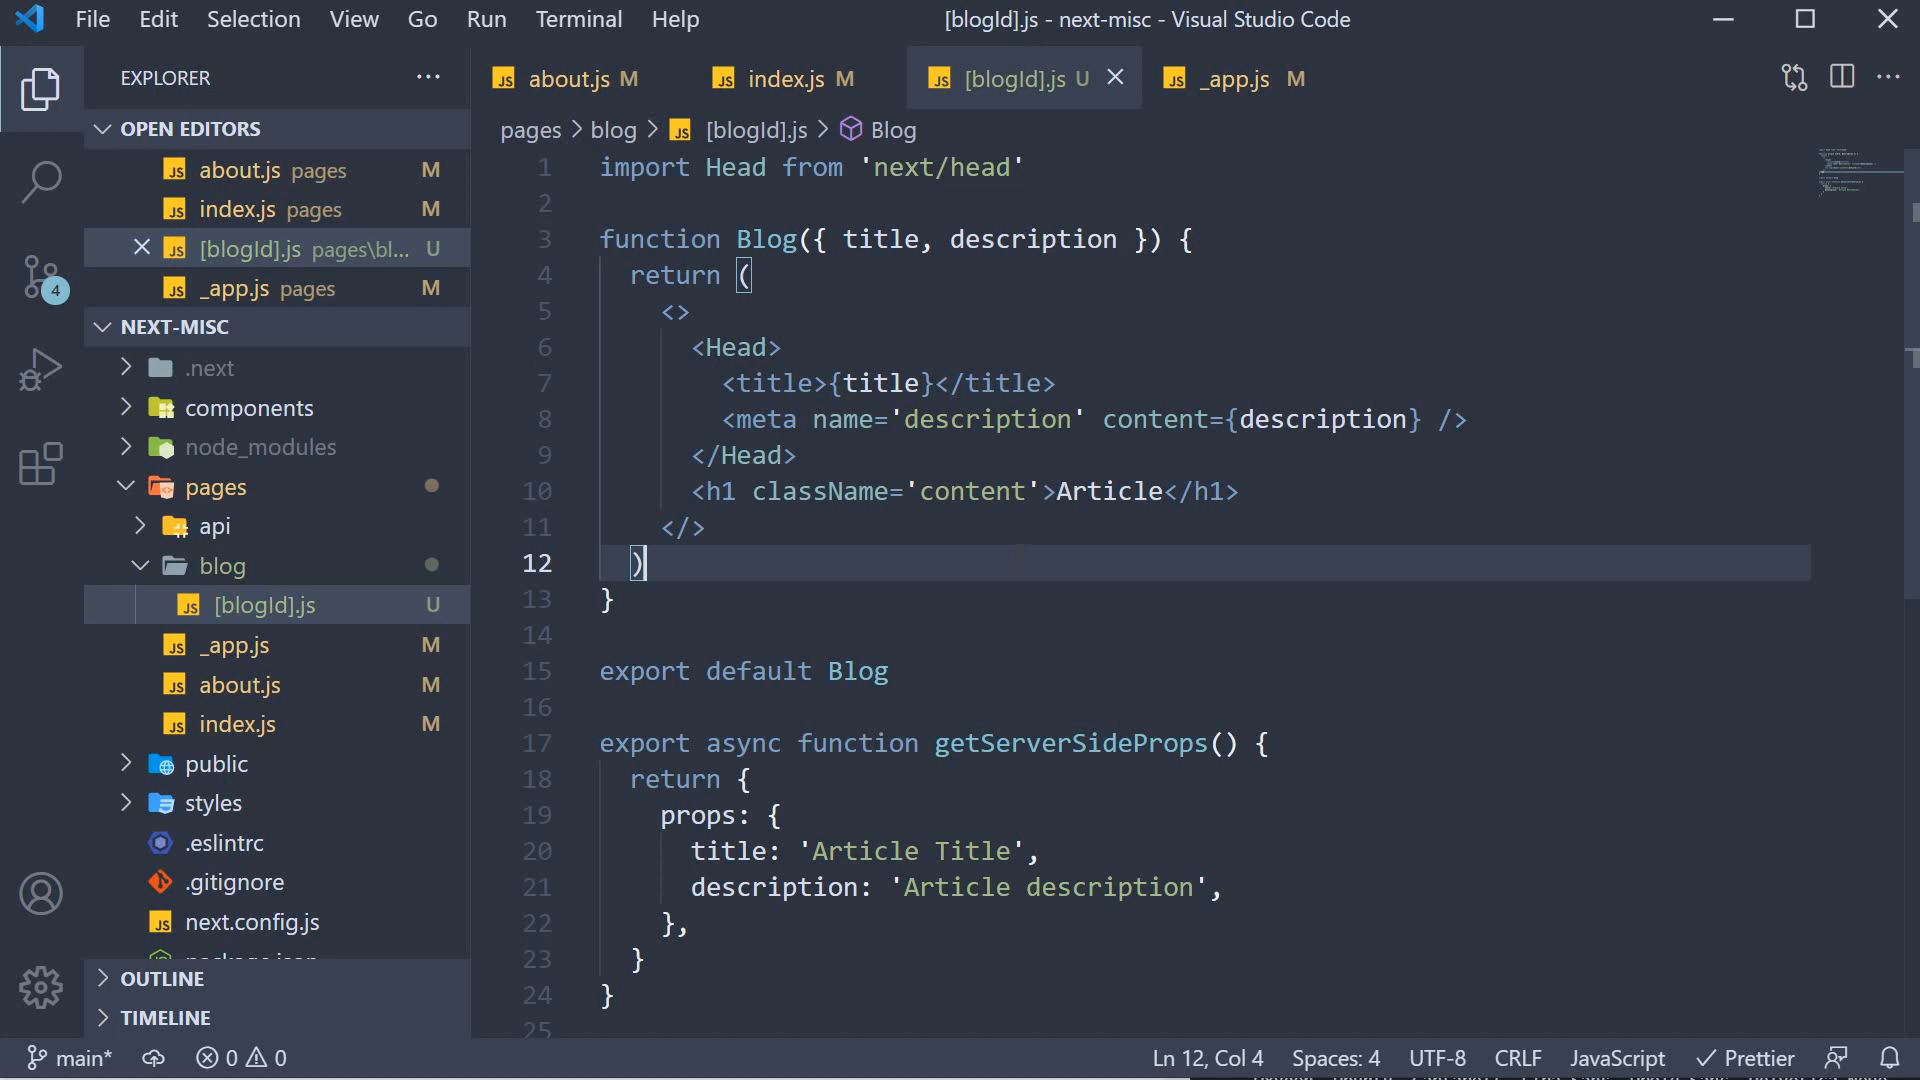 File Edit Selection View Go Run Terminal Help [blogId].js - next-misc - Visual Studio Code
EXPLORER
OPEN EDITORS
about.js pages M
index.js pages M
[blogId].js pages\bl... U
_app.js pages M
4
NEXT-MISC
.next
components
node_modules
pages
api
blog
[blogId].js U
_app.js M
about.js M
index.js M
public
styles
.eslintrc
.gitignore
next.config.js
package.json
OUTLINE
TIMELINE
about.js M index.js M [blogId].js U _app.js M
pages > blog > [blogId].js > Blog
1 import Head from 'next/head'
2
3 function Blog({ title, description }) {
4 return (
5 <>
6 <Head>
7 <title>{title}</title>
8 <meta name='description' content={description} />
9 </Head>
10 <h1 className='content'>Article</h1>
11 </>
12 )
13 }
14
15 export default Blog
16
17 export async function getServerSideProps() {
18 return {
19 props: {
20 title: 'Article Title',
21 description: 'Article description',
22 },
23 }
24 }
25
main* 0 0 Ln 12, Col 4 Spaces: 4 UTF-8 CRLF JavaScript Prettier